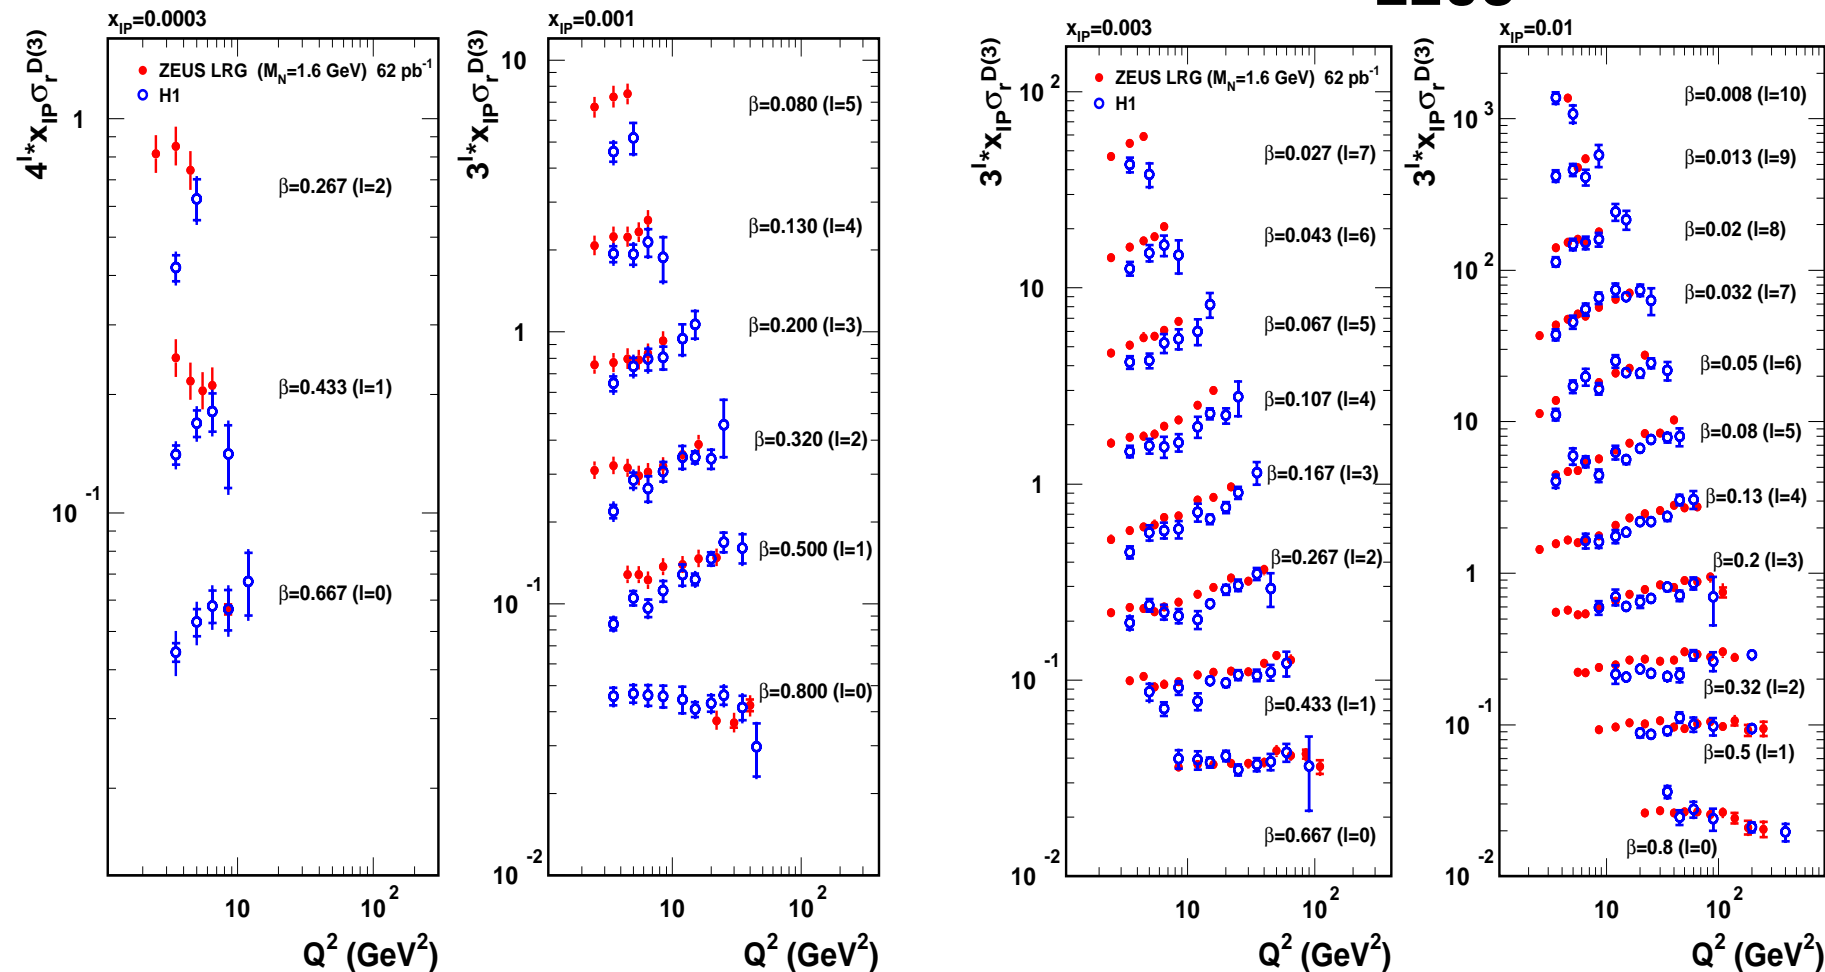 x_IP=0.0003
4^l*x_IP σ_r^D(3)
ZEUS LRG (M_N=1.6 GeV) 62 pb^-1
H1
1
10^-1
β=0.267 (l=2)
β=0.433 (l=1)
β=0.667 (l=0)
10
10^2
Q^2 (GeV^2)
x_IP=0.001
3^l*x_IP σ_r^D(3)
10
1
10^-1
10^-2
β=0.080 (l=5)
β=0.130 (l=4)
β=0.200 (l=3)
β=0.320 (l=2)
β=0.500 (l=1)
β=0.800 (l=0)
10
10^2
Q^2 (GeV^2)
x_IP=0.003
3^l*x_IP σ_r^D(3)
ZEUS LRG (M_N=1.6 GeV) 62 pb^-1
H1
10^2
10
1
10^-1
10^-2
β=0.027 (l=7)
β=0.043 (l=6)
β=0.067 (l=5)
β=0.107 (l=4)
β=0.167 (l=3)
β=0.267 (l=2)
β=0.433 (l=1)
β=0.667 (l=0)
10
10^2
Q^2 (GeV^2)
x_IP=0.01
3^l*x_IP σ_r^D(3)
10^3
10^2
10
1
10^-1
10^-2
β=0.008 (l=10)
β=0.013 (l=9)
β=0.02 (l=8)
β=0.032 (l=7)
β=0.05 (l=6)
β=0.08 (l=5)
β=0.13 (l=4)
β=0.2 (l=3)
β=0.32 (l=2)
β=0.5 (l=1)
β=0.8 (l=0)
10
10^2
Q^2 (GeV^2)